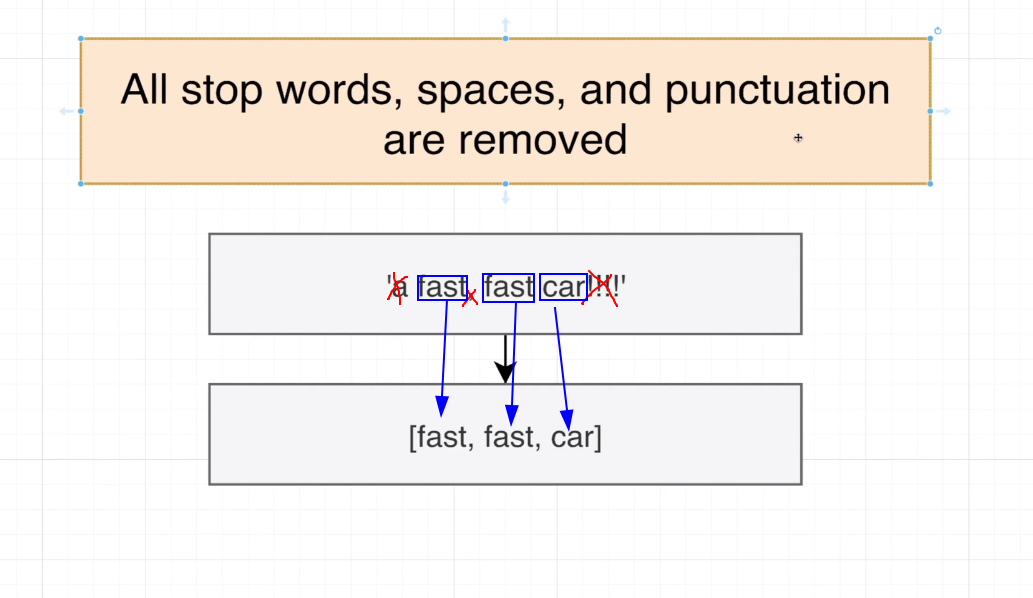 All stop words, spaces, and punctuation
are removed
'a fast, fast car!!!'
[fast, fast, car]